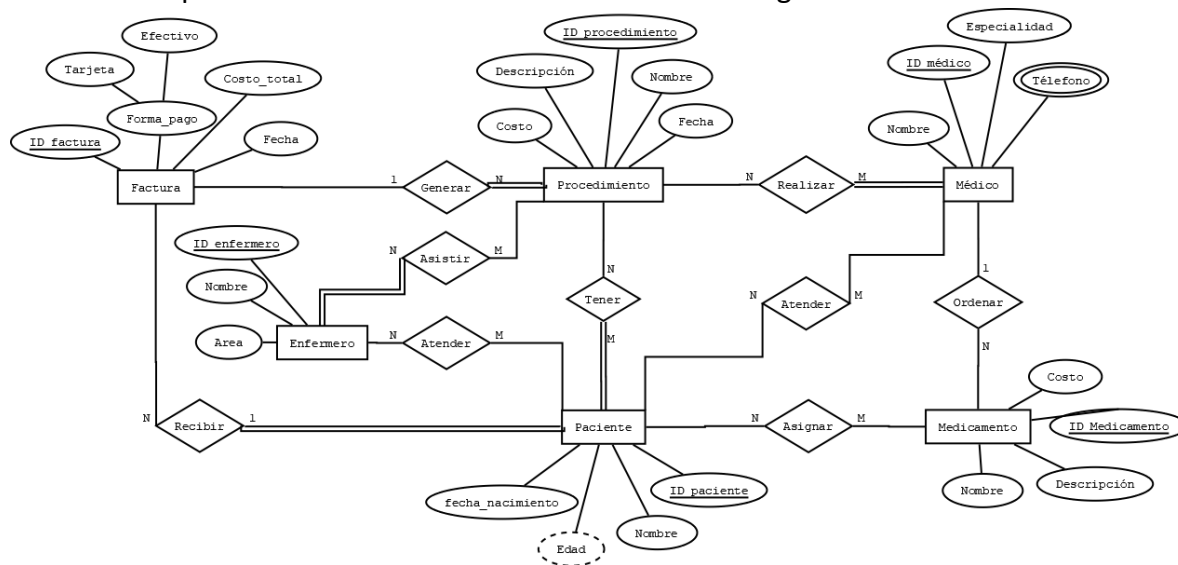 Efectivo
ID procedimiento
Especialidad
Tarjeta
Descripción
Nombre
ID médico
Costo_total
Télefono
Forma_pago
Costo
Fecha
Nombre
ID factura
Fecha
Factura
1
Generar
N
Procedimiento
N
Realizar
M
Médico
ID enfermero
N
Asistir
M
N
1
Nombre
Tener
N
Atender
M
Ordenar
Area
Enfermero
N
Atender
M
M
N
Costo
N
Recibir
1
Paciente
N
Asignar
M
Medicamento
ID Medicamento
fecha_nacimiento
ID paciente
Nombre
Descripción
Edad
Nombre